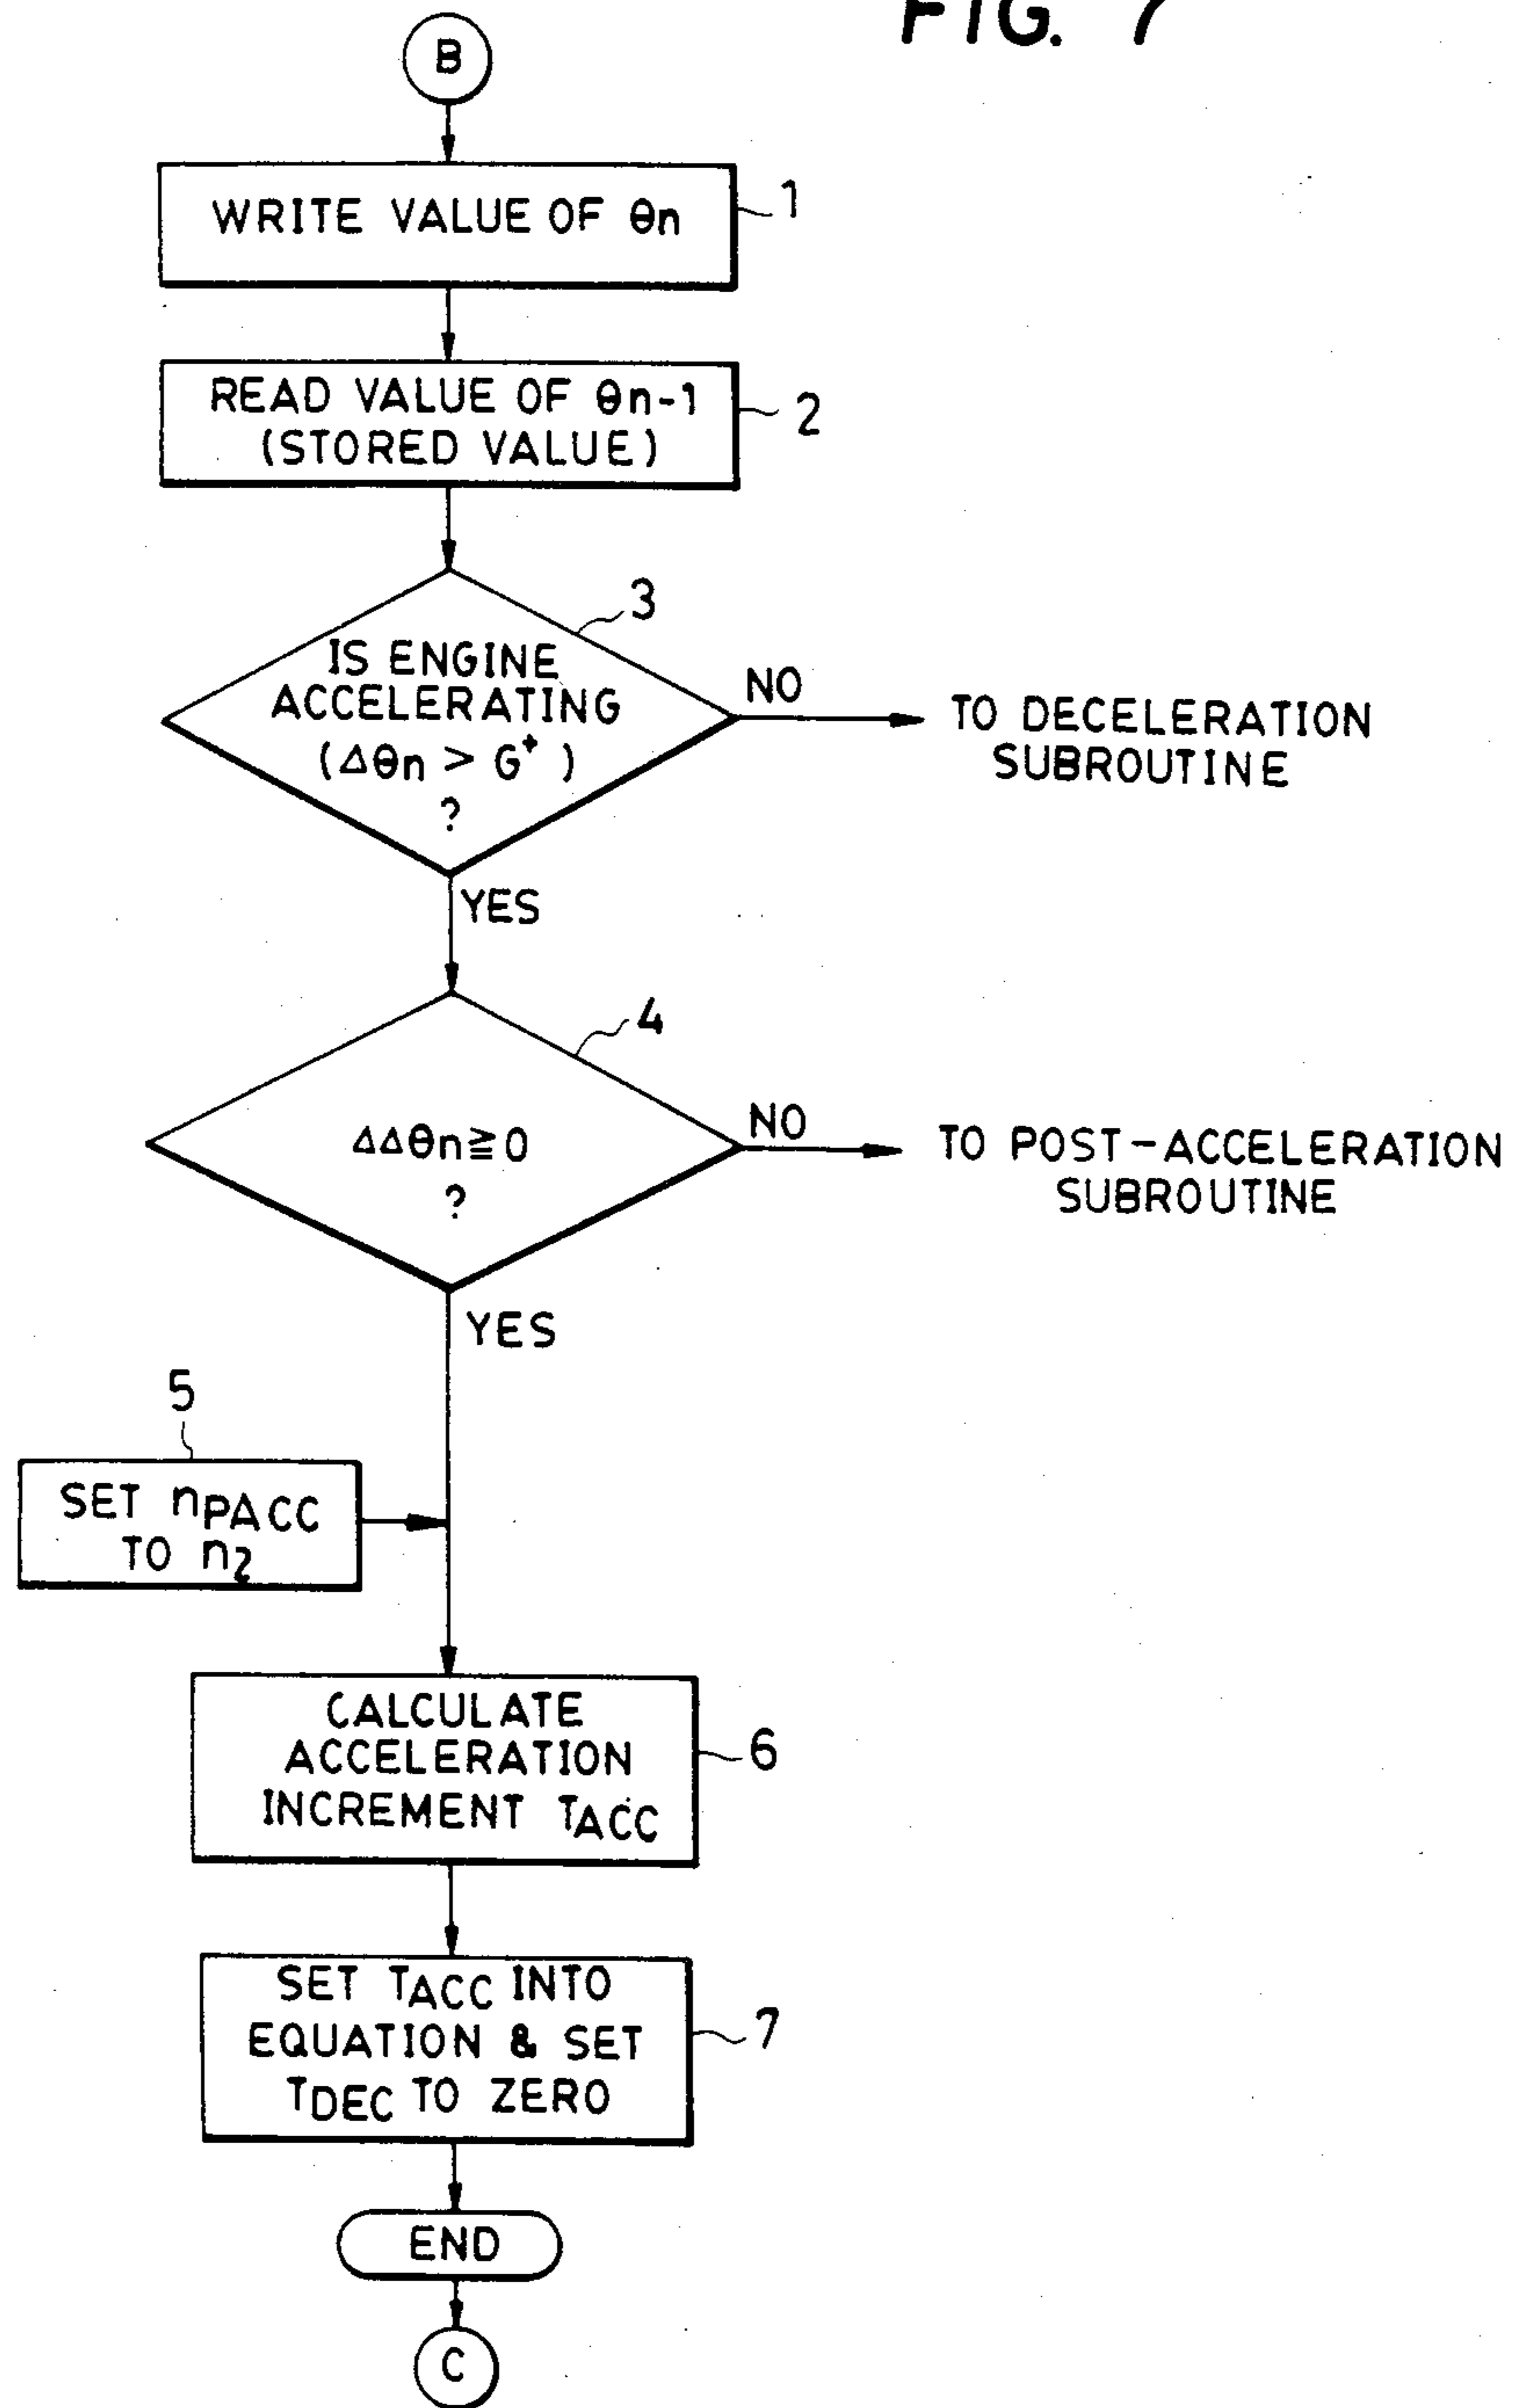 FIG. 7
B
WRITE VALUE OF θn
1
READ VALUE OF θn-1
(STORED VALUE)
2
3
IS ENGINE
ACCELERATING
(Δθn > G⁺)
?
NO
TO DECELERATION
SUBROUTINE
YES
4
ΔΔθn≧0
?
NO
TO POST-ACCELERATION
SUBROUTINE
YES
5
SET nPACC
TO n2
CALCULATE
ACCELERATION
INCREMENT TACC
6
SET TACC INTO
EQUATION & SET
TDEC TO ZERO
7
END
C